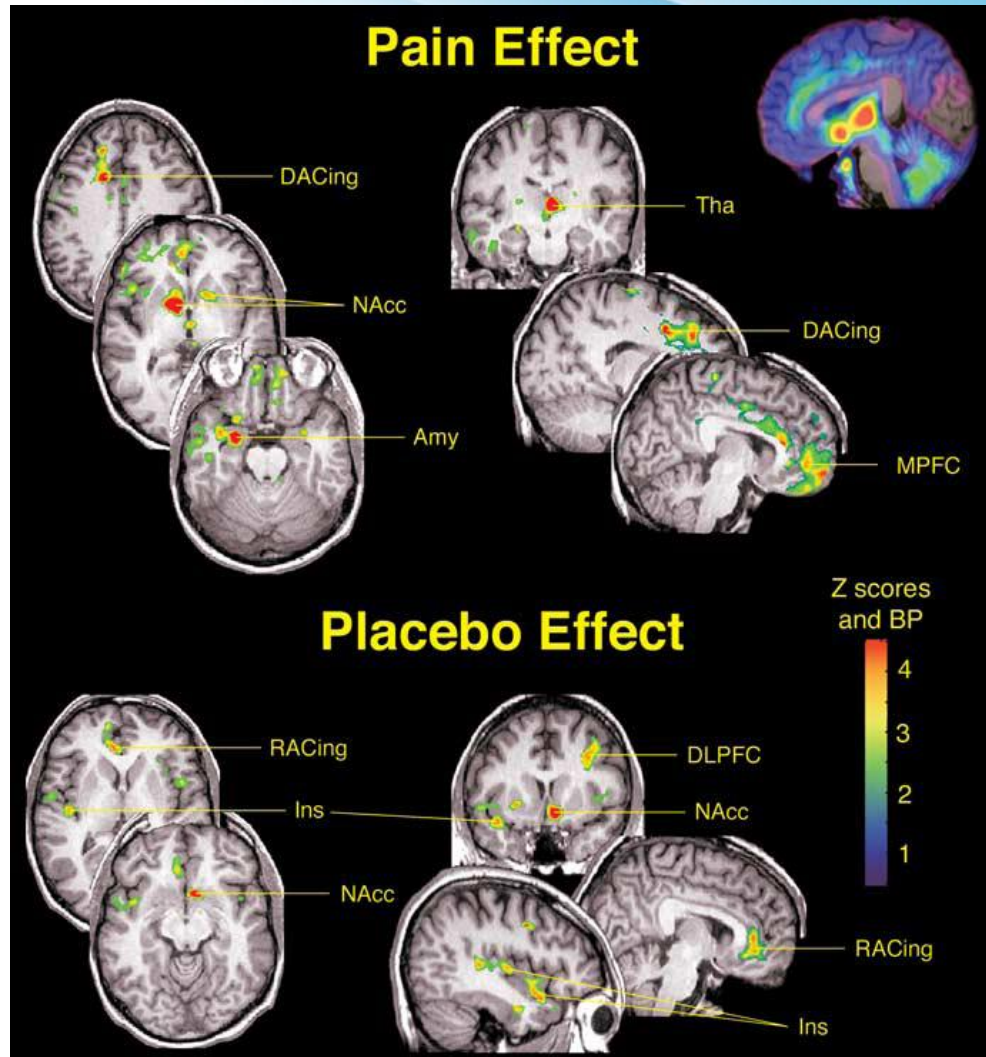 Pain Effect
DACing
Tha
NAcc
DACing
Amy
MPFC
Z scores
and BP
4
3
2
1
Placebo Effect
RACing
DLPFC
Ins
NAcc
NAcc
RACing
Ins